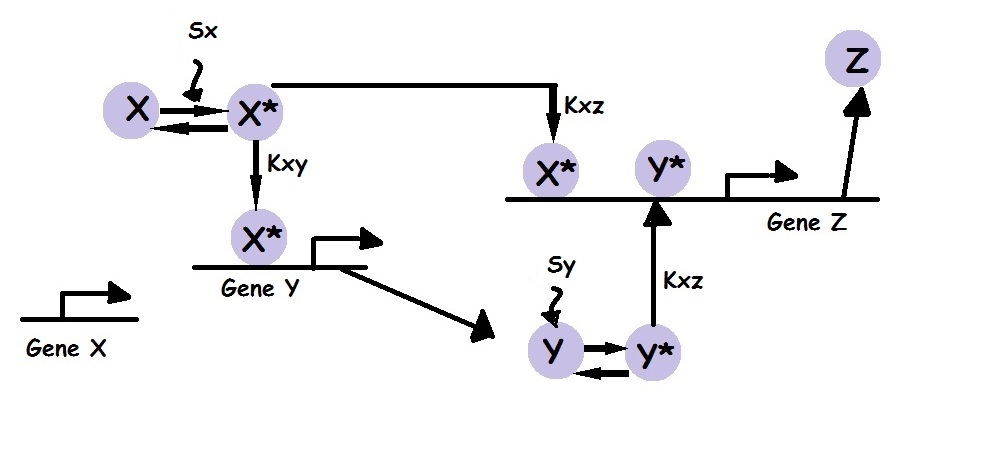 Sx
X
X*
Kxz
Z
Kxy
X*
Y*
X*
Gene Z
Gene Y
Sy
Kxz
Gene X
Y
Y*